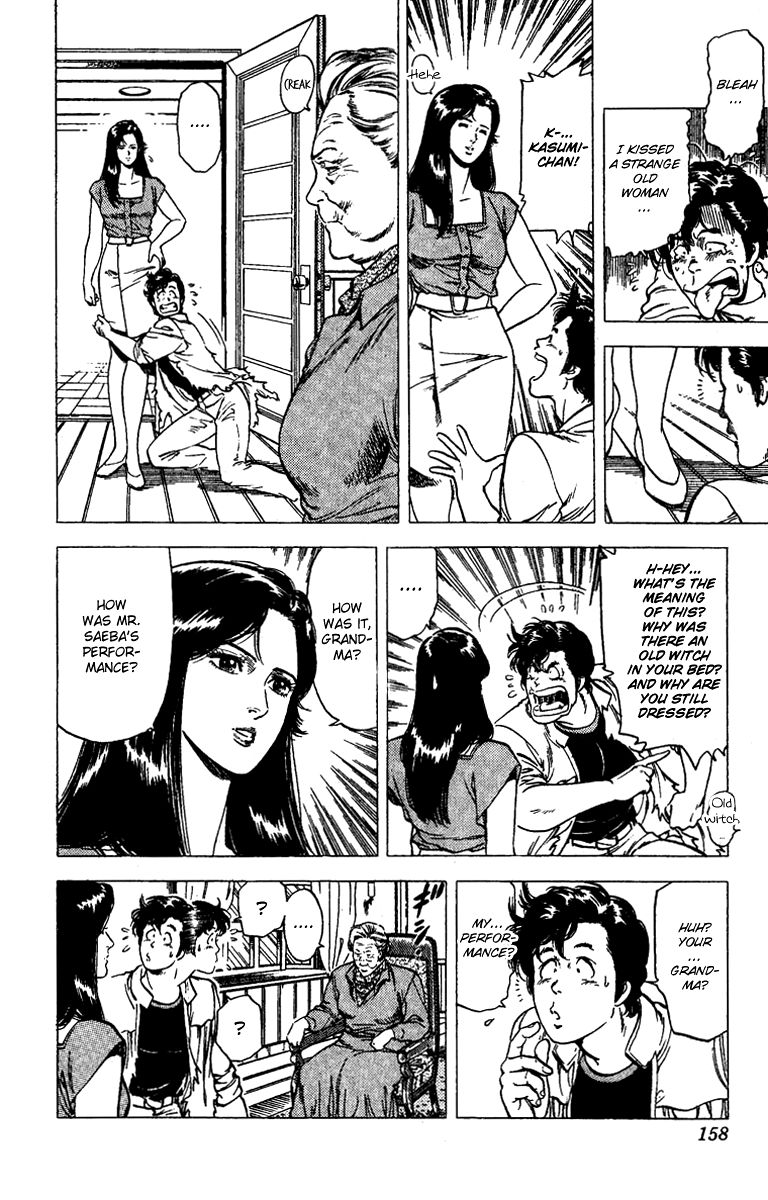 BLEAH
...
I KISSED
A STRANGE
OLD
WOMAN
...
K-...
KASUMI-
CHAN!
Hehe
CREAK
....
H-HEY...
WHAT'S THE
MEANING
OF THIS?
WHY WAS
THERE AN
OLD WITCH
IN YOUR BED?
AND WHY ARE
YOU STILL
DRESSED?
Old
witch
....
HOW
WAS IT,
GRAND-
MA?
HOW
WAS MR.
SAEBA'S
PERFOR-
MANCE?
HUH?
YOUR
...
GRAND-
MA?
MY...
PERFOR-
MANCE?
ギシ
....
?
?
158